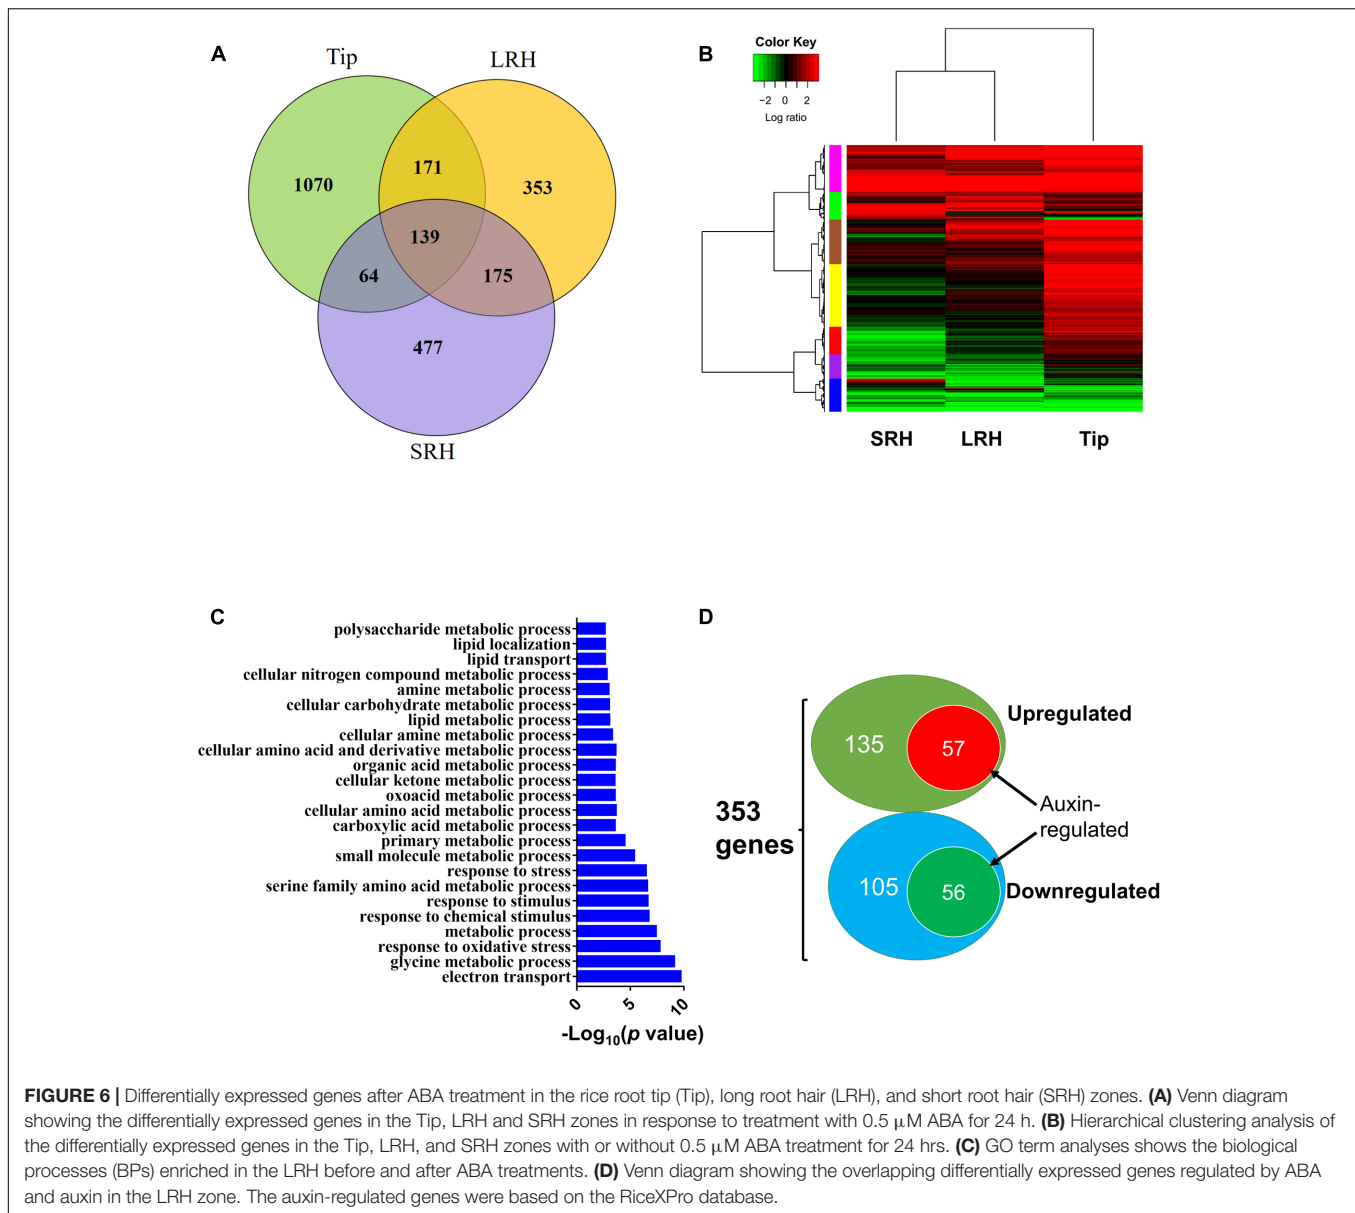 A
Tip
LRH
1070
171
353
139
64
175
477
SRH
B
Color Key
−2 0 2
Log ratio
SRH LRH Tip
C
polysaccharide metabolic process
lipid localization
lipid transport
cellular nitrogen compound metabolic process
amine metabolic process
cellular carbohydrate metabolic process
lipid metabolic process
cellular amine metabolic process
cellular amino acid and derivative metabolic process
organic acid metabolic process
cellular ketone metabolic process
oxoacid metabolic process
cellular amino acid metabolic process
carboxylic acid metabolic process
primary metabolic process
small molecule metabolic process
response to stress
serine family amino acid metabolic process
response to stimulus
response to chemical stimulus
metabolic process
response to oxidative stress
glycine metabolic process
electron transport
0 5 10
-Log10(p value)
D
353
genes
135
57
Upregulated
Auxin-
regulated
105
56
Downregulated
FIGURE 6 | Differentially expressed genes after ABA treatment in the rice root tip (Tip), long root hair (LRH), and short root hair (SRH) zones. (A) Venn diagram
showing the differentially expressed genes in the Tip, LRH and SRH zones in response to treatment with 0.5 μM ABA for 24 h. (B) Hierarchical clustering analysis of
the differentially expressed genes in the Tip, LRH, and SRH zones with or without 0.5 μM ABA treatment for 24 hrs. (C) GO term analyses shows the biological
processes (BPs) enriched in the LRH before and after ABA treatments. (D) Venn diagram showing the overlapping differentially expressed genes regulated by ABA
and auxin in the LRH zone. The auxin-regulated genes were based on the RiceXPro database.